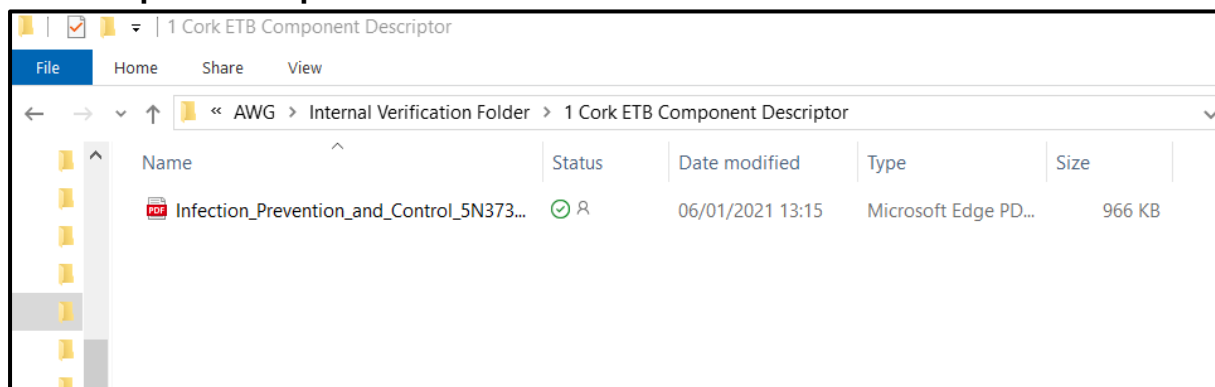 1 Cork ETB Component Descriptor
File Home Share View
« AWG > Internal Verification Folder > 1 Cork ETB Component Descriptor
Name Status Date modified Type Size
PDF Infection_Prevention_and_Control_5N373... 06/01/2021 13:15 Microsoft Edge PD... 966 KB